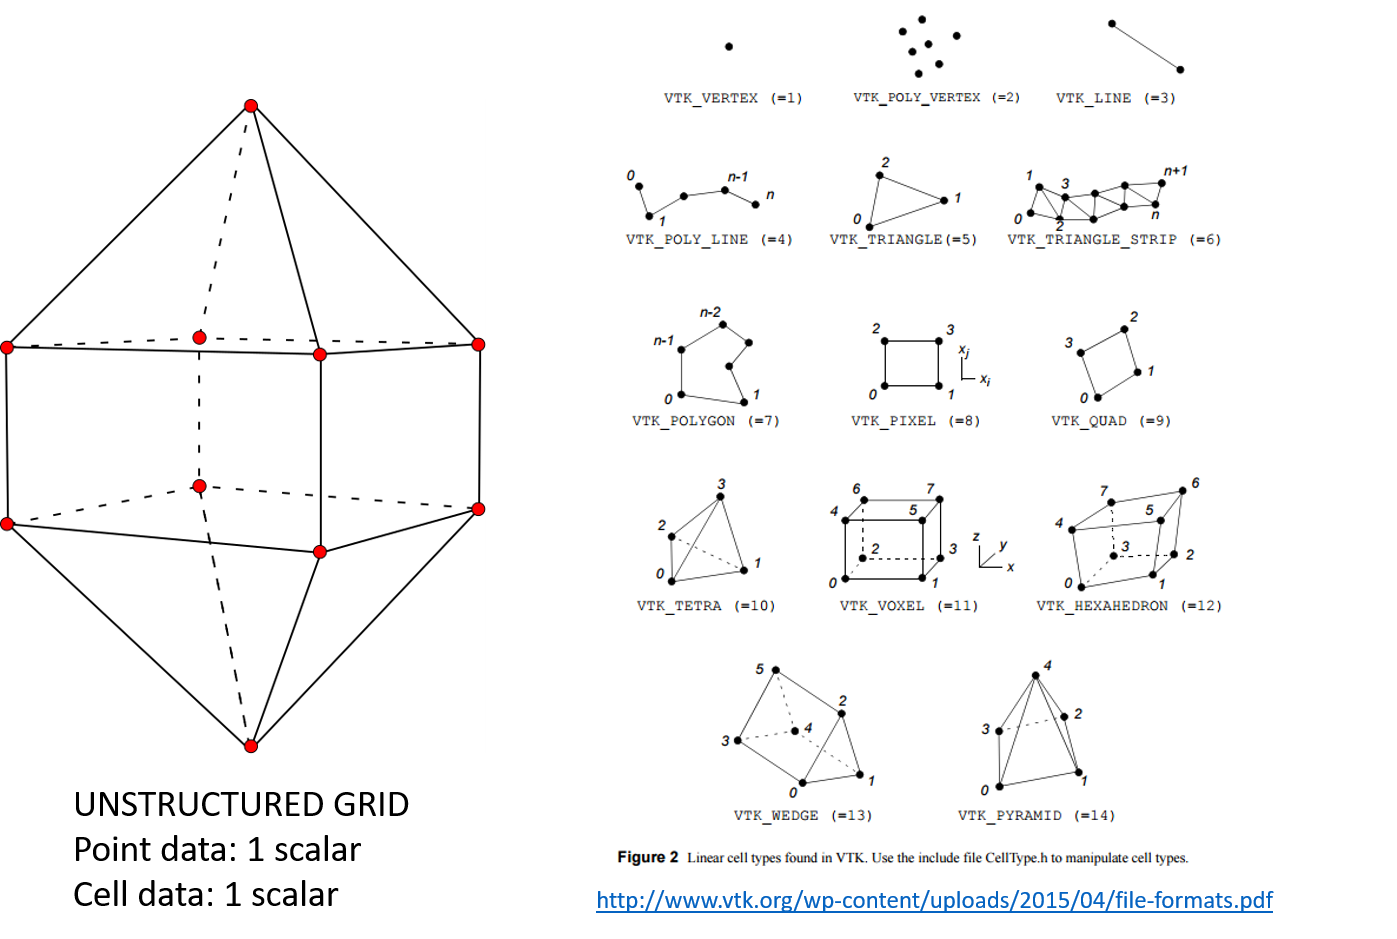 VTK_VERTEX (=1)
VTK_POLY_VERTEX (=2)
VTK_LINE (=3)
0
1
n-1
n
VTK_POLY_LINE (=4)
2
1
0
VTK_TRIANGLE(=5)
1
3
n+1
0
2
n
VTK_TRIANGLE_STRIP (=6)
n-2
n-1
0
1
VTK_POLYGON (=7)
2
3
0
1
xj
xi
VTK_PIXEL (=8)
2
3
1
0
VTK_QUAD (=9)
3
2
1
0
VTK_TETRA (=10)
6
7
4
5
2
3
0
1
z
y
x
VTK_VOXEL (=11)
7
6
4
5
3
2
0
1
VTK_HEXAHEDRON (=12)
5
2
3
4
0
1
VTK_WEDGE (=13)
4
3
2
0
1
VTK_PYRAMID (=14)
Figure 2 Linear cell types found in VTK. Use the include file CellType.h to manipulate cell types.
http://www.vtk.org/wp-content/uploads/2015/04/file-formats.pdf
UNSTRUCTURED GRID
Point data: 1 scalar
Cell data: 1 scalar